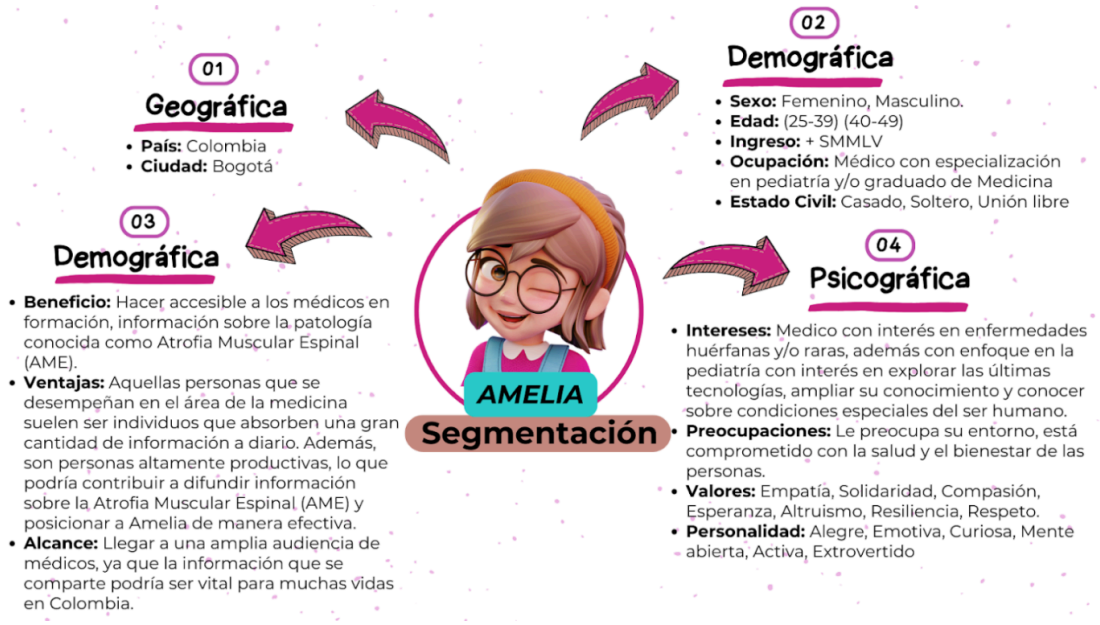 01
Geográfica
• País: Colombia
• Ciudad: Bogotá
02
Demográfica
• Sexo: Femenino, Masculino.
• Edad: (25-39) (40-49)
• Ingreso: + SMMLV
• Ocupación: Médico con especialización
en pediatría y/o graduado de Medicina
• Estado Civil: Casado, Soltero, Unión libre
03
Demográfica
• Beneficio: Hacer accesible a los médicos en
formación, información sobre la patología
conocida como Atrofia Muscular Espinal
(AME).
• Ventajas: Aquellas personas que se
desempeñan en el área de la medicina
suelen ser individuos que absorben una gran
cantidad de información a diario. Además,
son personas altamente productivas, lo que
podría contribuir a difundir información
sobre la Atrofia Muscular Espinal (AME) y
posicionar a Amelia de manera efectiva.
• Alcance: Llegar a una amplia audiencia de
médicos, ya que la información que se
comparte podría ser vital para muchas vidas
en Colombia.
AMELIA
Segmentación
04
Psicográfica
• Intereses: Medico con interés en enfermedades
huérfanas y/o raras, además con enfoque en la
pediatría con interés en explorar las últimas
tecnologías, ampliar su conocimiento y conocer
sobre condiciones especiales del ser humano.
• Preocupaciones: Le preocupa su entorno, está
comprometido con la salud y el bienestar de las
personas.
• Valores: Empatía, Solidaridad, Compasión,
Esperanza, Altruismo, Resiliencia, Respeto.
• Personalidad: Alegre, Emotiva, Curiosa, Mente
abierta, Activa, Extrovertido